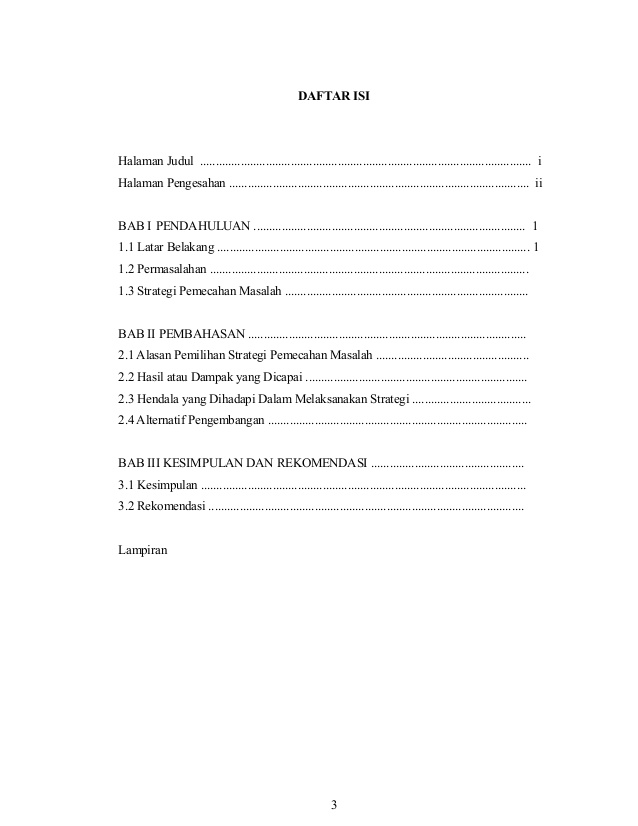 DAFTAR ISI
Halaman Judul .......................................................................................................... i
Halaman Pengesahan ................................................................................................ ii
BAB I PENDAHULUAN ....................................................................................... 1
1.1 Latar Belakang .................................................................................................... 1
1.2 Permasalahan ......................................................................................................
1.3 Strategi Pemecahan Masalah ..............................................................................
BAB II PEMBAHASAN .........................................................................................
2.1 Alasan Pemilihan Strategi Pemecahan Masalah .................................................
2.2 Hasil atau Dampak yang Dicapai .......................................................................
2.3 Hendala yang Dihadapi Dalam Melaksanakan Strategi ......................................
2.4 Alternatif Pengembangan ...................................................................................
BAB III KESIMPULAN DAN REKOMENDASI .................................................
3.1 Kesimpulan ........................................................................................................
3.2 Rekomendasi .....................................................................................................
Lampiran
3